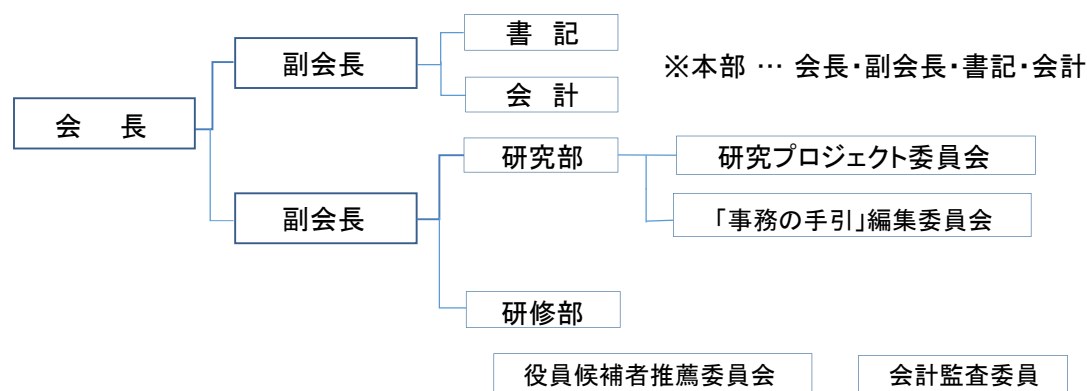 書 記
副会長
※本部 … 会長・副会長・書記・会計
会 計
会 長
研究部
研究プロジェクト委員会
副会長
「事務の手引」編集委員会
研修部
役員候補者推薦委員会
会計監査委員